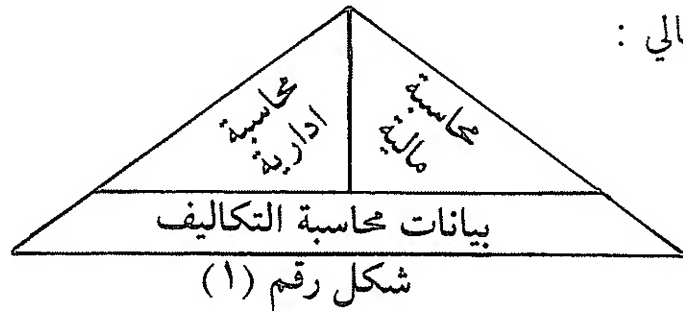 الي :
محاسبة
مالية
محاسبة
ادارية
بيانات محاسبة التكاليف
شكل رقم (١)